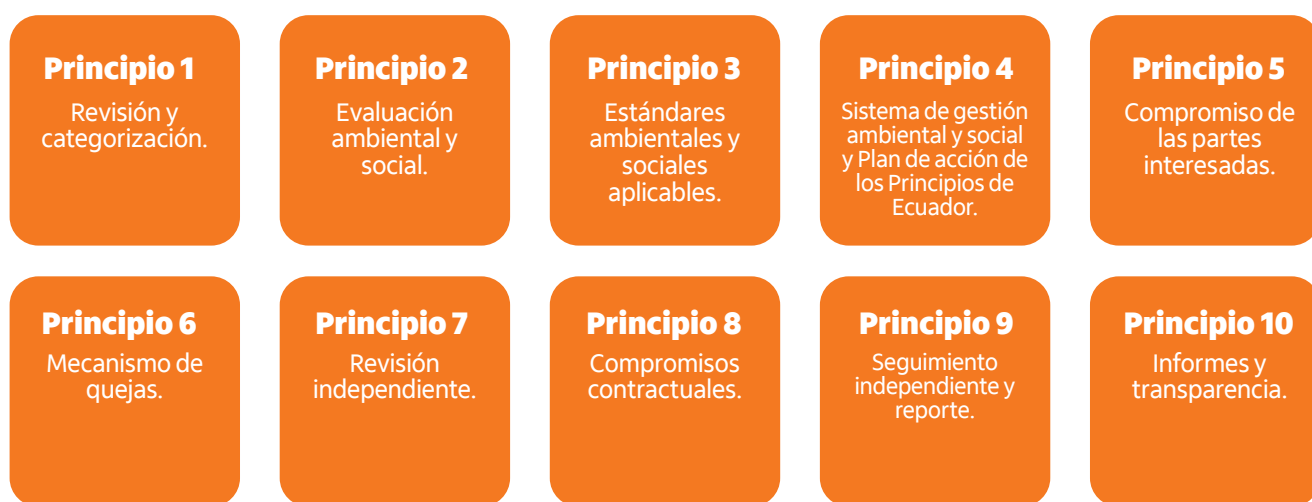 Principio 1
Revisión y
categorización.
Principio 2
Evaluación
ambiental y
social.
Principio 3
Estándares
ambientales y
sociales
aplicables.
Principio 4
Sistema de gestión
ambiental y social
y Plan de acción de
los Principios de
Ecuador.
Principio 5
Compromiso de
las partes
interesadas.
Principio 6
Mecanismo de
quejas.
Principio 7
Revisión
independiente.
Principio 8
Compromisos
contractuales.
Principio 9
Seguimiento
independiente y
reporte.
Principio 10
Informes y
transparencia.